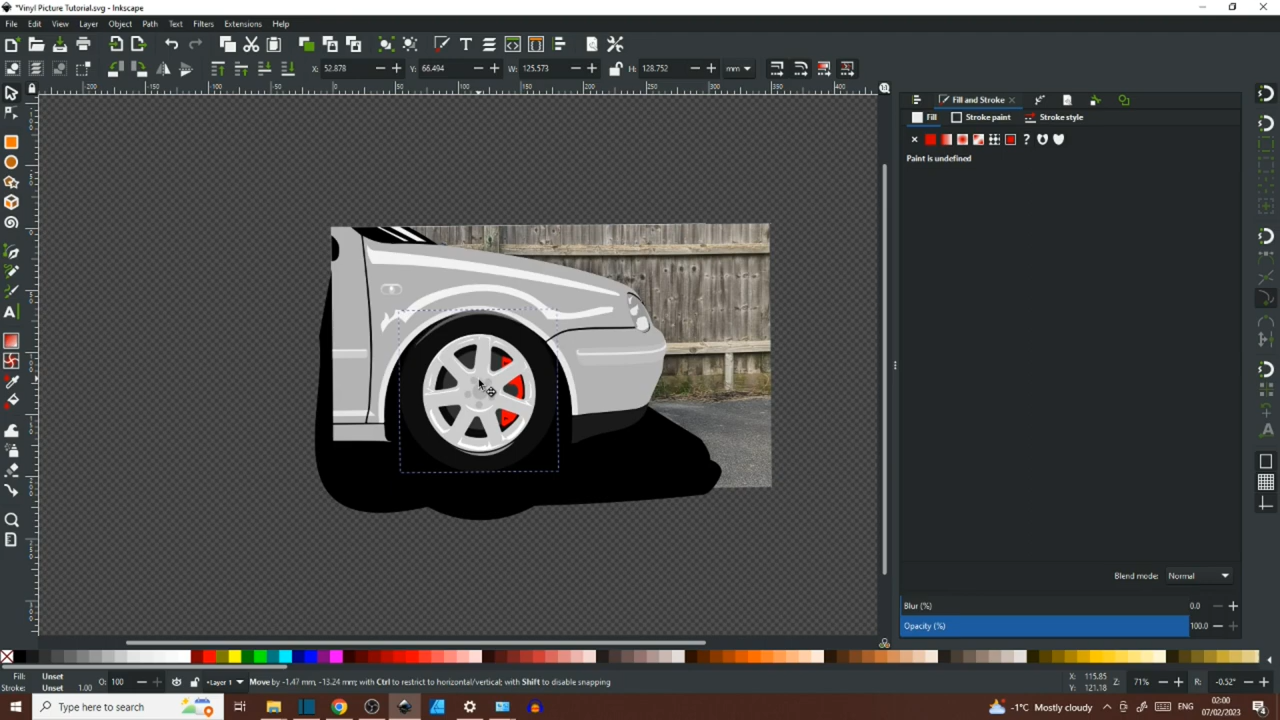 *Vinyl Picture Tutorial.svg - Inkscape
File Edit View Layer Object Path Text Filters Extensions Help
X: 52.878 Y: 66.494 W: 125.573 H: 128.752 mm
Fill and Stroke
Fill Stroke paint Stroke style
Paint is undefined
Blend mode: Normal
Blur (%) 0.0
Opacity (%) 100.0
Fill: Unset
Stroke: Unset 1.00
O: 100
Layer 1
Move by -1.47 mm, -13.24 mm; with Ctrl to restrict to horizontal/vertical; with Shift to disable snapping
X: 115.85
Y: 121.18
Z: 71%
R: -0.52°
Type here to search
-1°C Mostly cloudy
ENG
02:00
07/02/2023